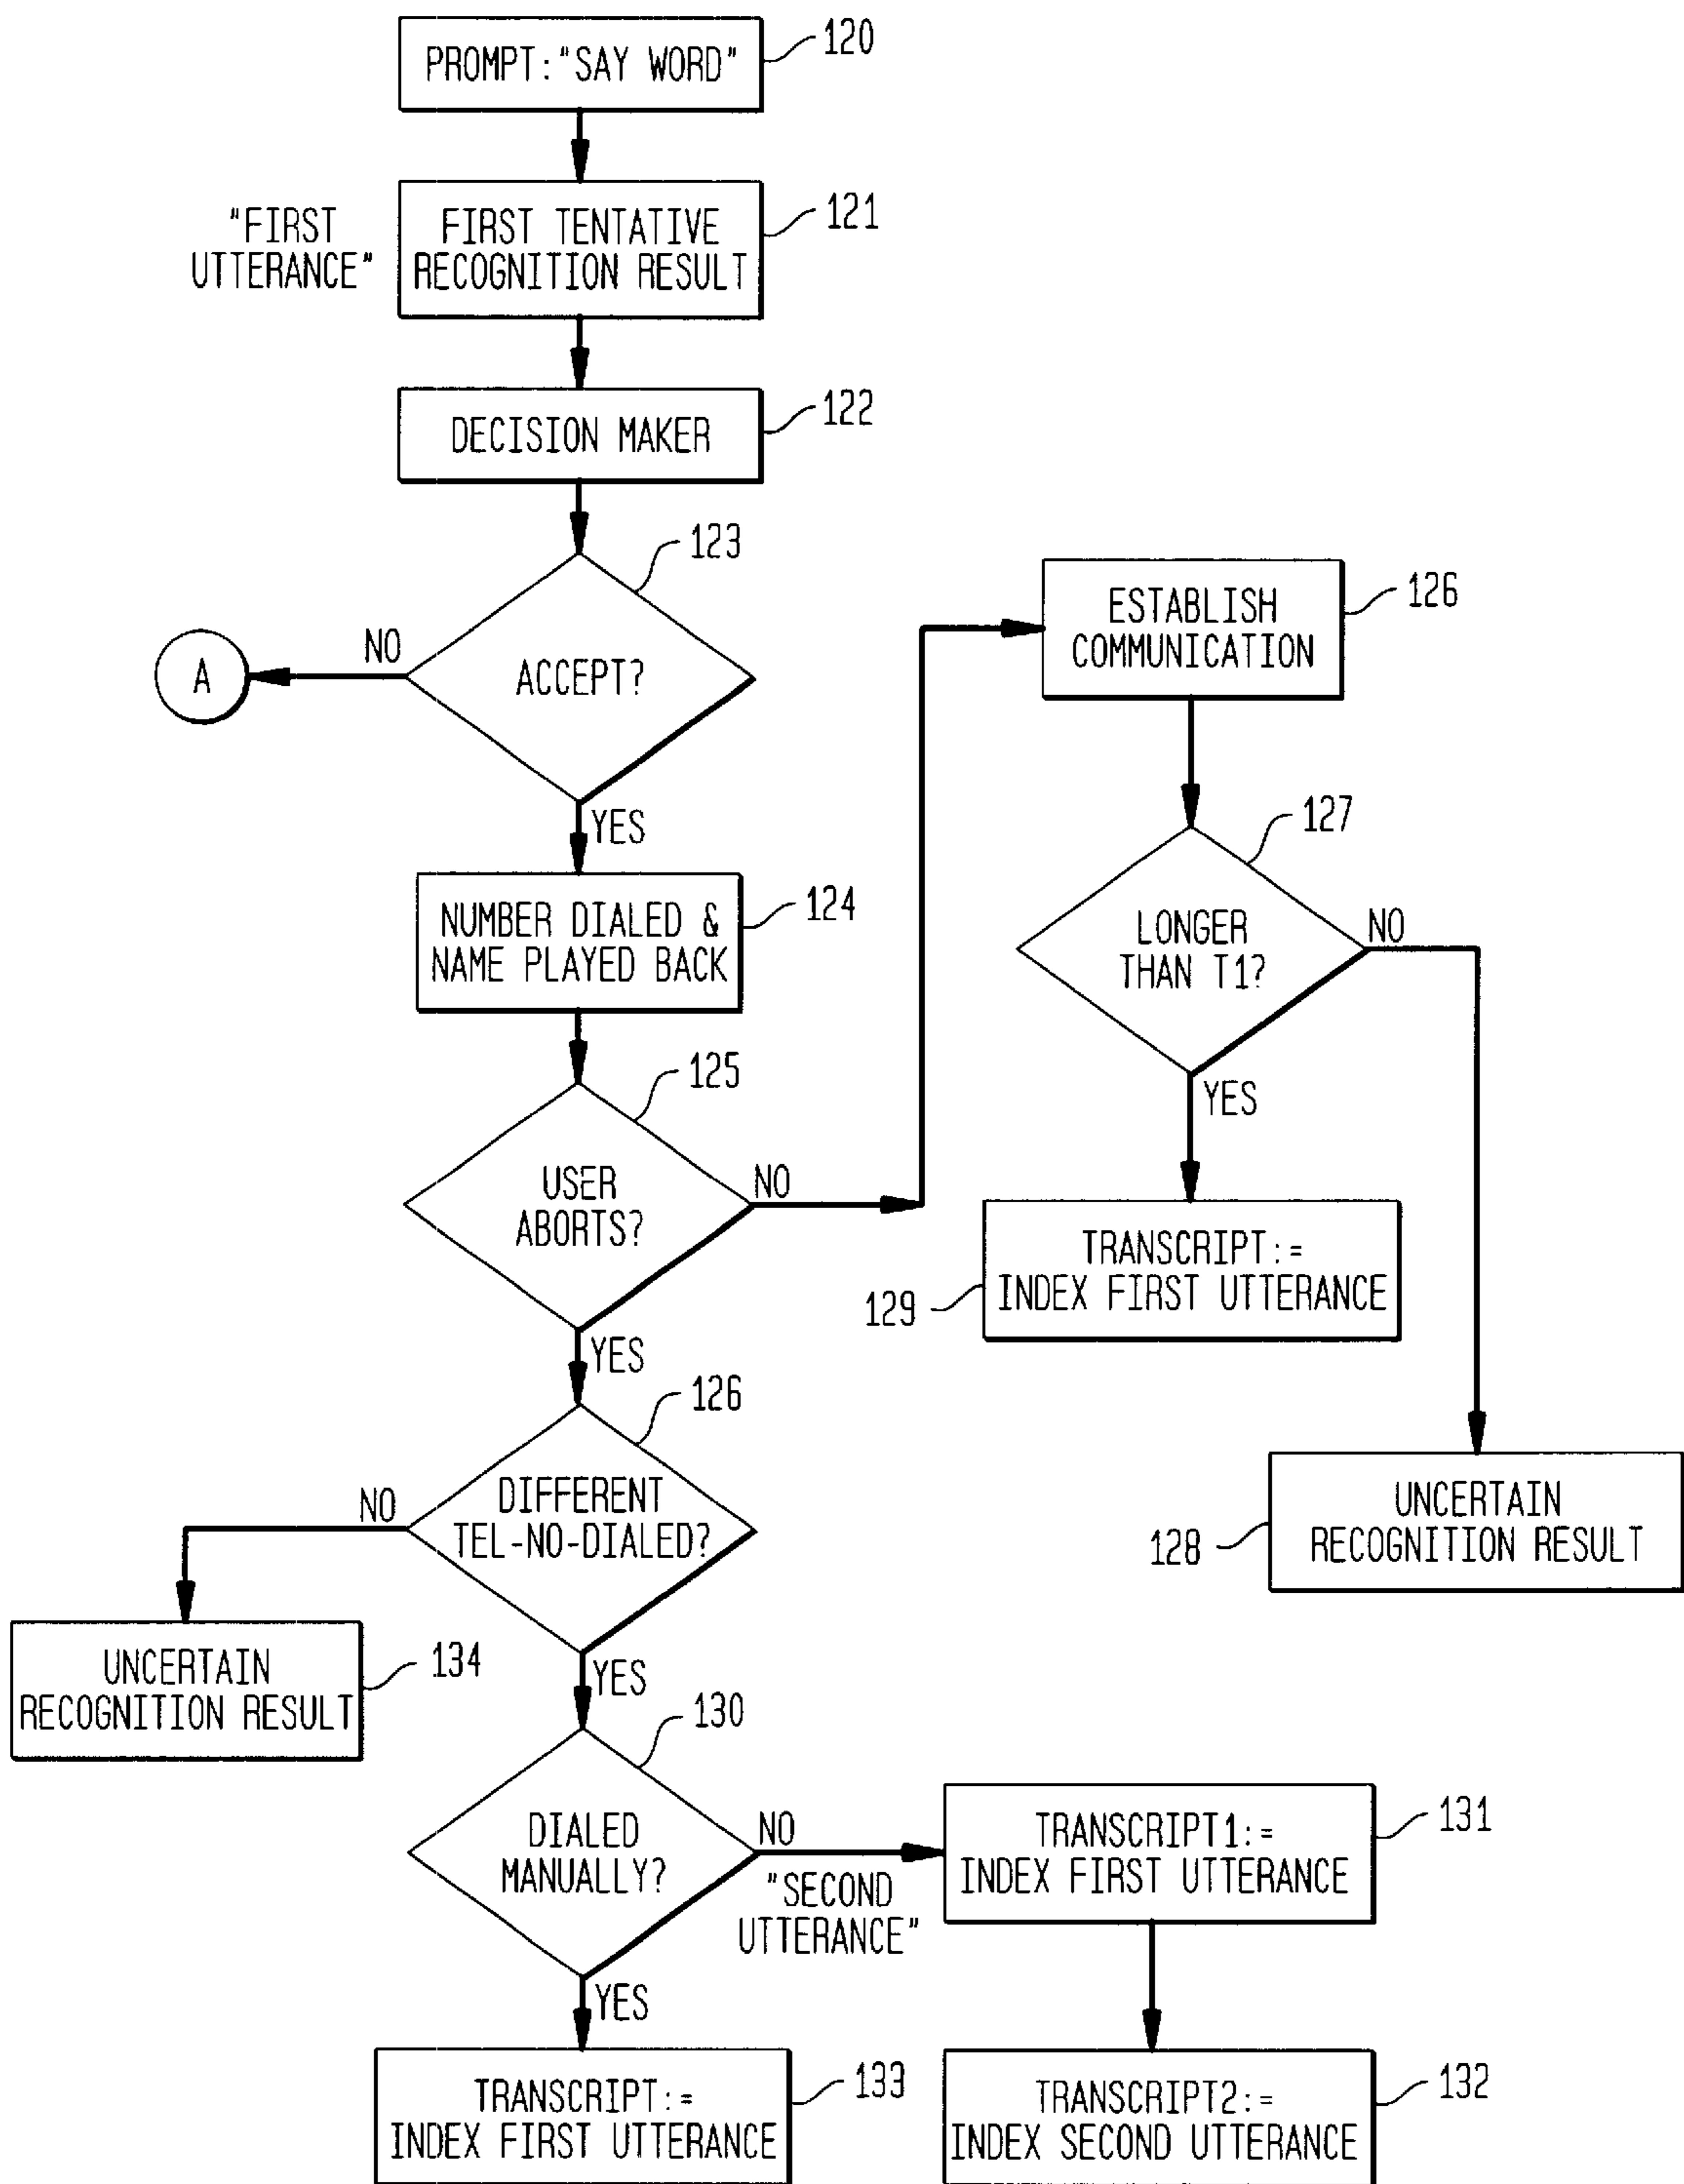 PROMPT:"SAY WORD"
120
"FIRST
UTTERANCE"
FIRST TENTATIVE
RECOGNITION RESULT
121
DECISION MAKER
122
123
ACCEPT?
NO
A
YES
NUMBER DIALED &
NAME PLAYED BACK
124
125
USER
ABORTS?
NO
YES
ESTABLISH
COMMUNICATION
126
127
LONGER
THAN T1?
NO
YES
TRANSCRIPT:=
INDEX FIRST UTTERANCE
129
UNCERTAIN
RECOGNITION RESULT
128
126
DIFFERENT
TEL-NO-DIALED?
NO
UNCERTAIN
RECOGNITION RESULT
134
YES
130
DIALED
MANUALLY?
NO
"SECOND
UTTERANCE"
TRANSCRIPT1:=
INDEX FIRST UTTERANCE
131
YES
TRANSCRIPT:=
INDEX FIRST UTTERANCE
133
TRANSCRIPT2:=
INDEX SECOND UTTERANCE
132